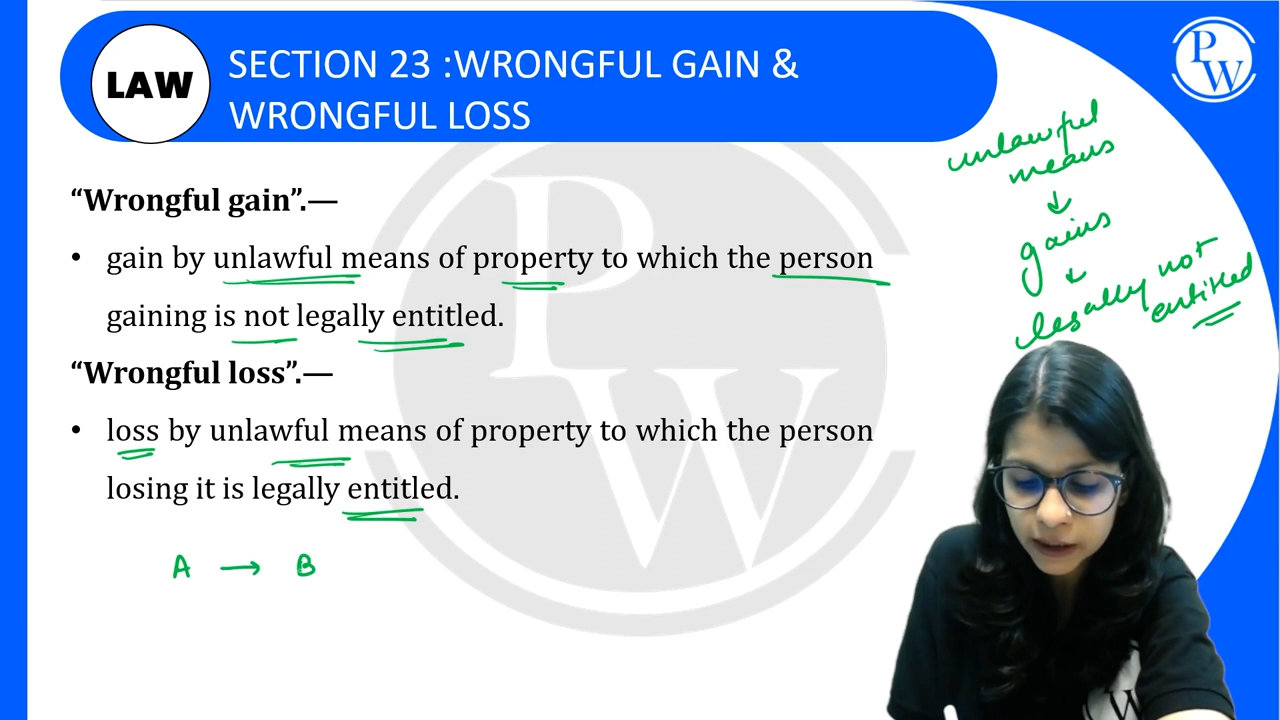 LAW
SECTION 23 :WRONGFUL GAIN &
WRONGFUL LOSS
PW
“Wrongful gain”.—
• gain by unlawful means of property to which the person
gaining is not legally entitled.
“Wrongful loss”.—
• loss by unlawful means of property to which the person
losing it is legally entitled.
A → B
unlawful
means
↓
gains
↓
legally not
entitled
PW
W